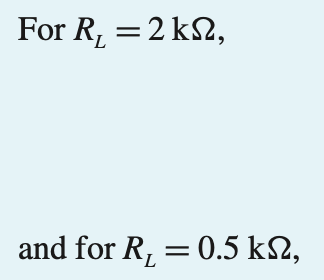 For R_L = 2 kΩ,
and for R_L = 0.5 kΩ,